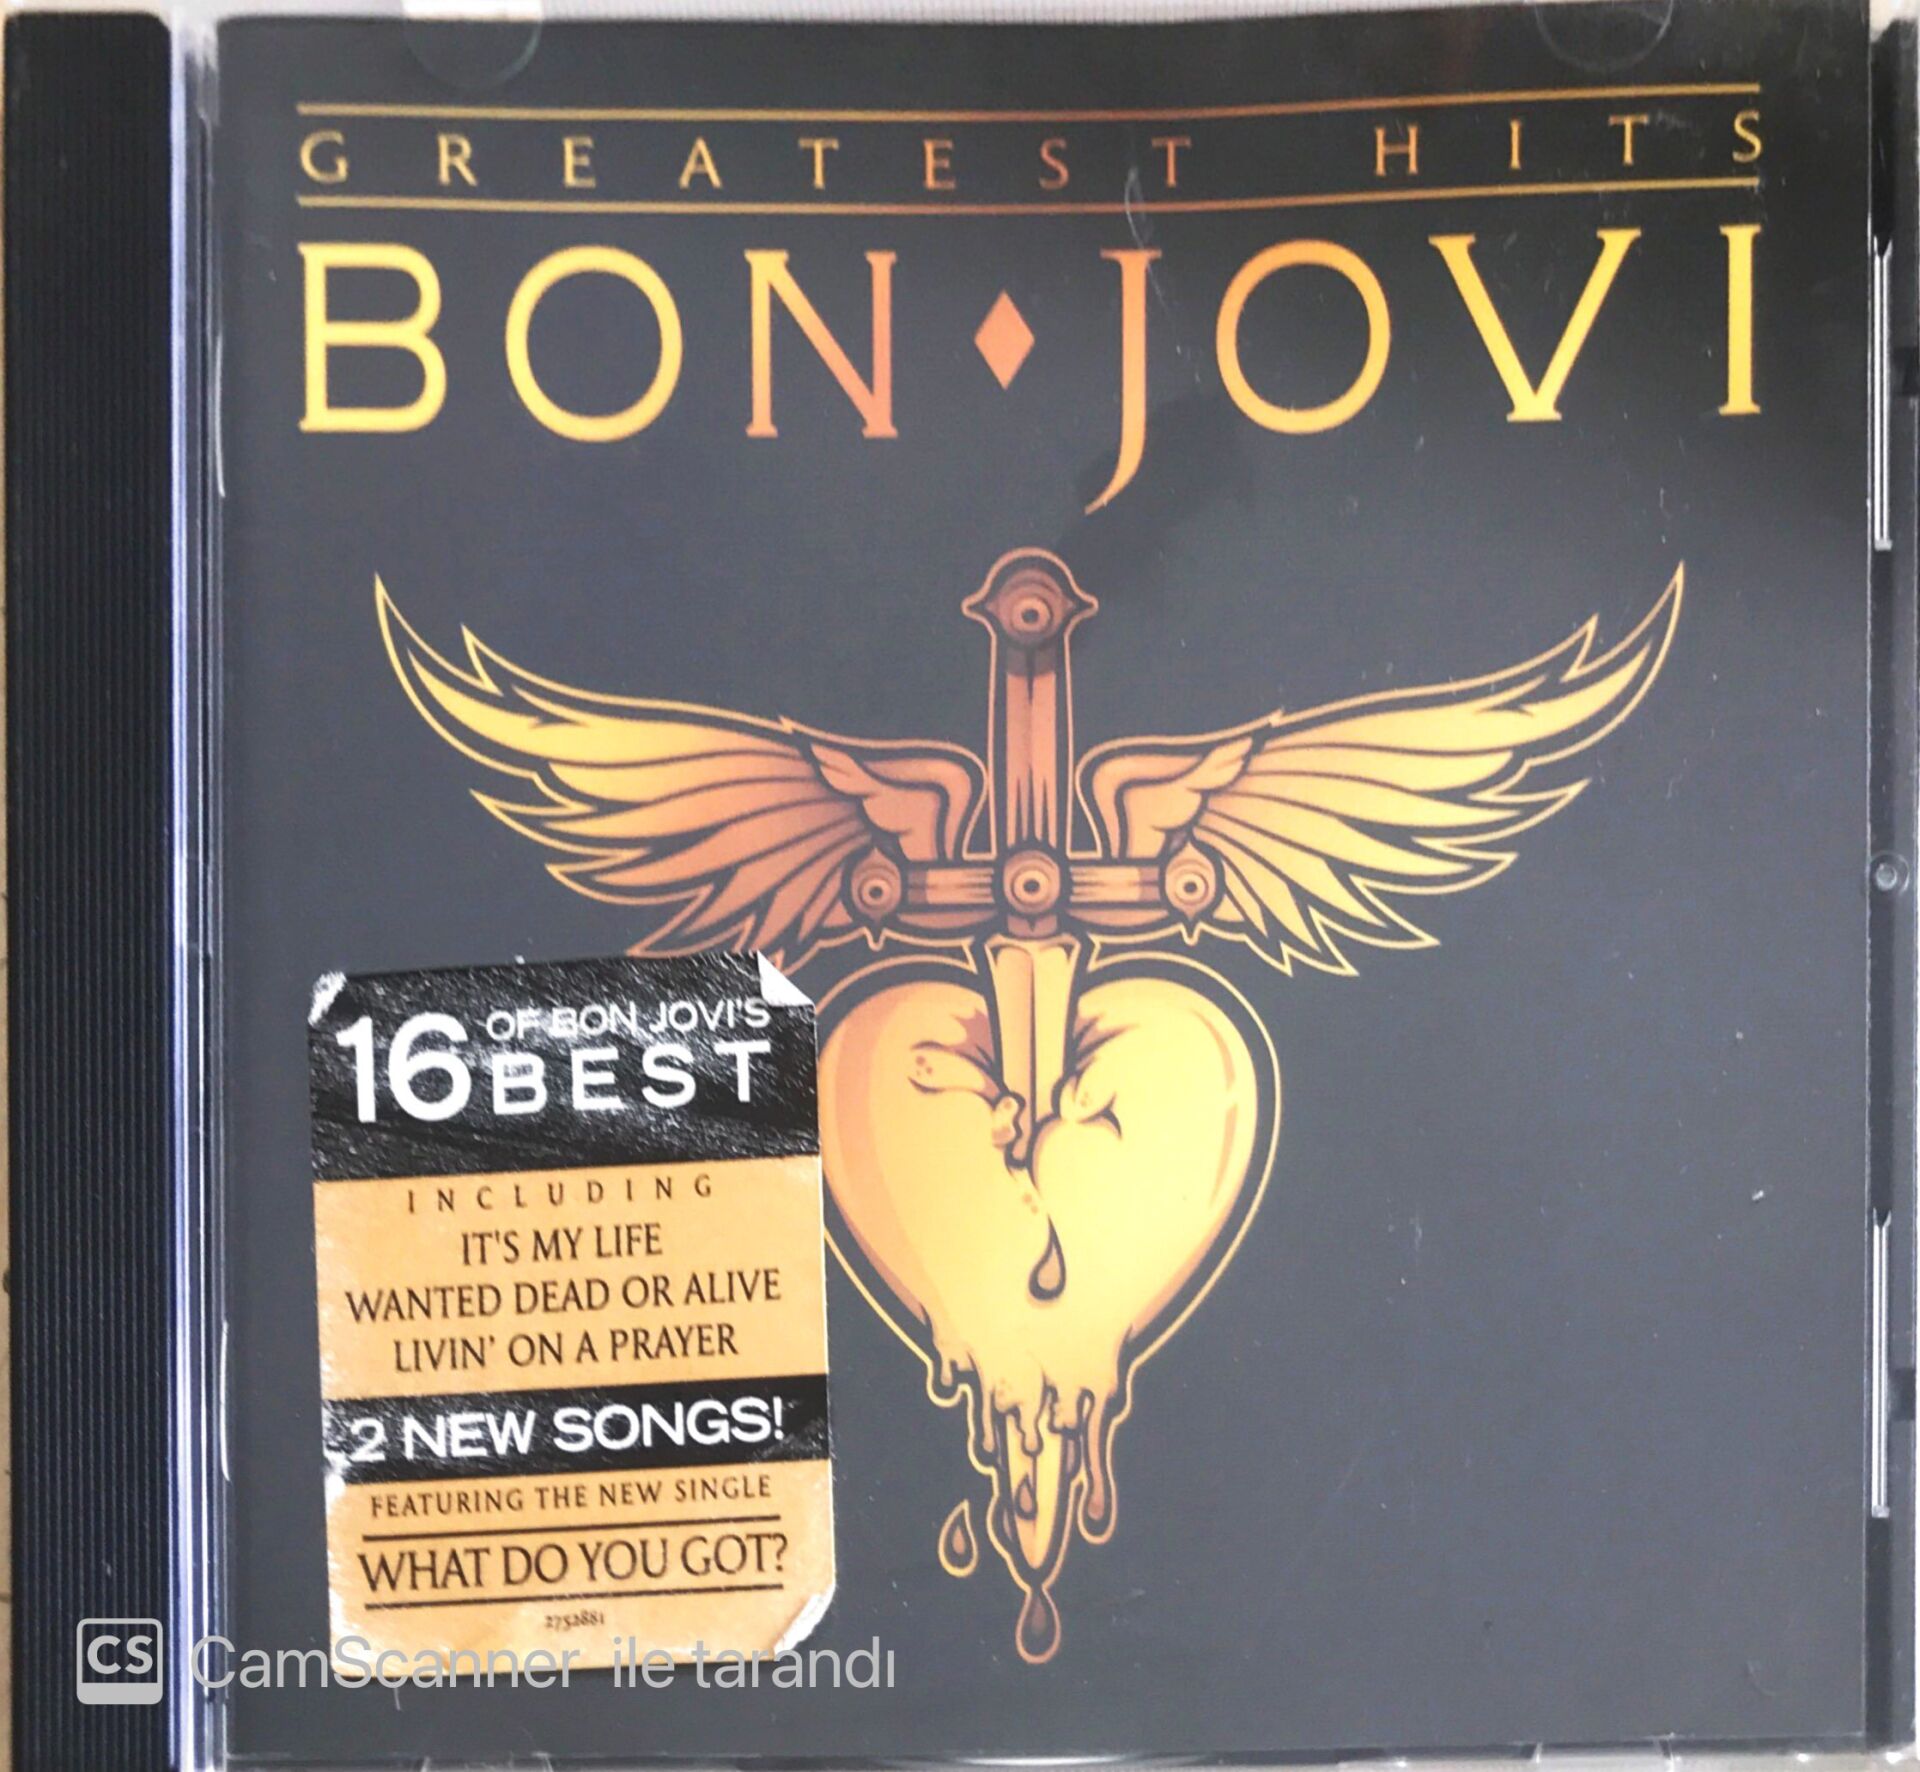 GREATEST HITS
BON♦JOVI
16 OF BON JOVI'S
BEST
INCLUDING
IT'S MY LIFE
WANTED DEAD OR ALIVE
LIVIN' ON A PRAYER
2 NEW SONGS!
FEATURING THE NEW SINGLE
WHAT DO YOU GOT?
2752881
CS CamScanner ile tarandı